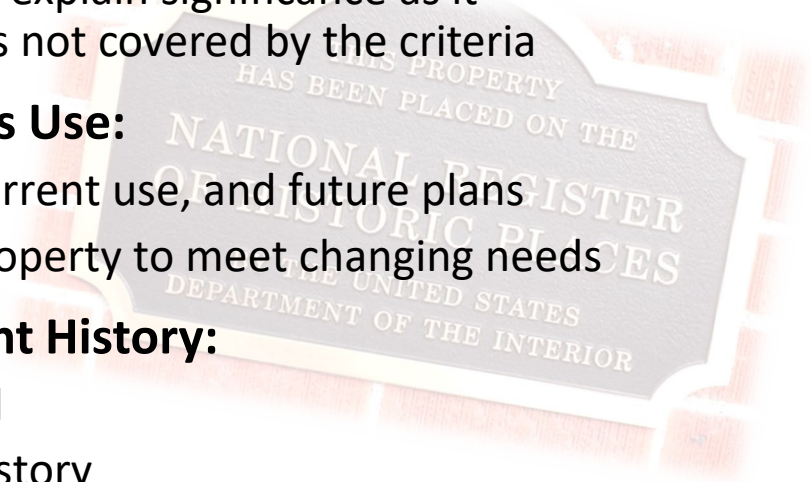 explain significance as it
s not covered by the criteria
THIS PROPERTY
HAS BEEN PLACED ON THE
s Use:
NATIONAL REGISTER
rrent use, and future plans
OF HISTORIC PLACES
operty to meet changing needs
BY THE UNITED STATES
DEPARTMENT OF THE INTERIOR
nt History:
story